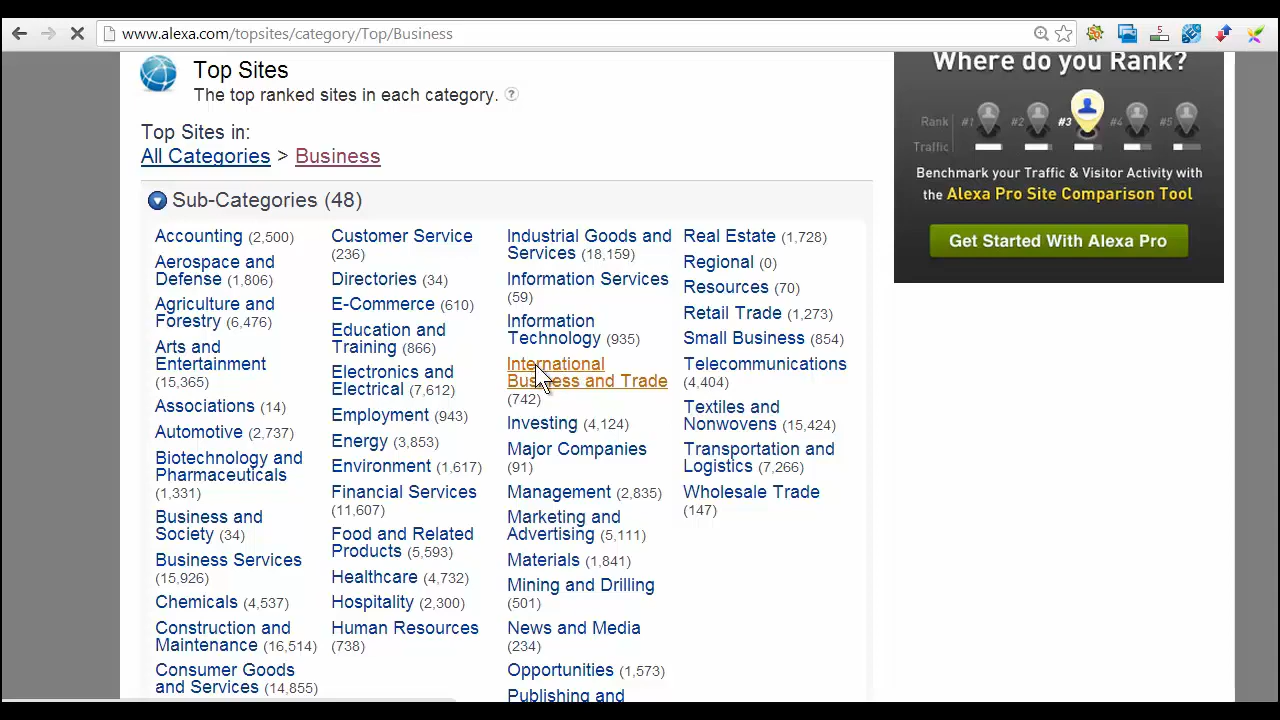 www.alexa.com/topsites/category/Top/Business
Top Sites
The top ranked sites in each category. ?
Top Sites in:
All Categories > Business
Sub-Categories (48)
Accounting (2,500)
Aerospace and
Defense (1,806)
Agriculture and
Forestry (6,476)
Arts and
Entertainment
(15,365)
Associations (14)
Automotive (2,737)
Biotechnology and
Pharmaceuticals
(1,331)
Business and
Society (34)
Business Services
(15,926)
Chemicals (4,537)
Construction and
Maintenance (16,514)
Consumer Goods
and Services (14,855)
Customer Service
(236)
Directories (34)
E-Commerce (610)
Education and
Training (866)
Electronics and
Electrical (7,612)
Employment (943)
Energy (3,853)
Environment (1,617)
Financial Services
(11,607)
Food and Related
Products (5,593)
Healthcare (4,732)
Hospitality (2,300)
Human Resources
(738)
Industrial Goods and
Services (18,159)
Information Services
(59)
Information
Technology (935)
International
Business and Trade
(742)
Investing (4,124)
Major Companies
(91)
Management (2,835)
Marketing and
Advertising (5,111)
Materials (1,841)
Mining and Drilling
(501)
News and Media
(234)
Opportunities (1,573)
Publishing and
Real Estate (1,728)
Regional (0)
Resources (70)
Retail Trade (1,273)
Small Business (854)
Telecommunications
(4,404)
Textiles and
Nonwovens (15,424)
Transportation and
Logistics (7,266)
Wholesale Trade
(147)
Where do you Rank?
Rank #1 #2 #3 #4 #5
Traffic
Benchmark your Traffic & Visitor Activity with
the Alexa Pro Site Comparison Tool
Get Started With Alexa Pro